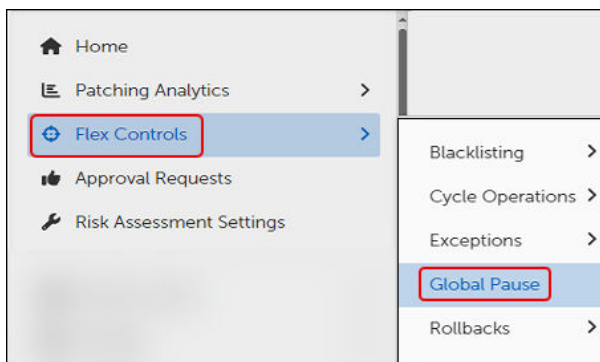 Home
Patching Analytics
Flex Controls
Approval Requests
Risk Assessment Settings
Blacklisting
Cycle Operations
Exceptions
Global Pause
Rollbacks